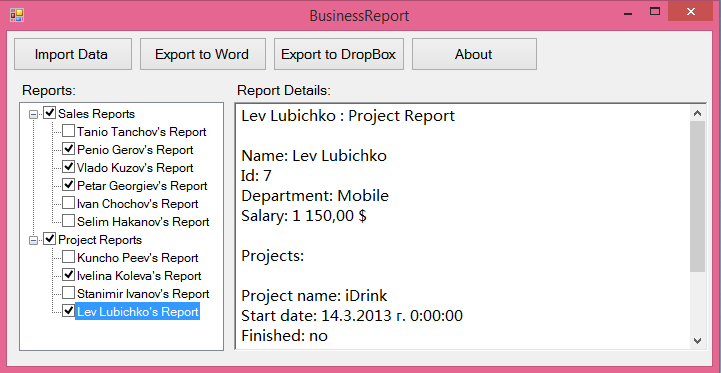 BusinessReport
Import Data
Export to Word
Export to DropBox
About
Reports:
Sales Reports
Tanio Tanchov's Report
Penio Gerov's Report
Vlado Kuzov's Report
Petar Georgiev's Report
Ivan Chochov's Report
Selim Hakanov's Report
Project Reports
Kuncho Peev's Report
Ivelina Koleva's Report
Stanimir Ivanov's Report
Lev Lubichko's Report
Report Details:
Lev Lubichko : Project Report
Name: Lev Lubichko
Id: 7
Department: Mobile
Salary: 1 150,00 $
Projects:
Project name: iDrink
Start date: 14.3.2013 г. 0:00:00
Finished: no